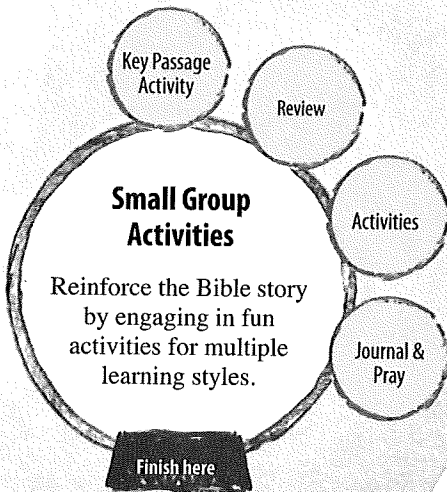 Key Passage
Activity
Review
Small Group
Activities
Activities
Reinforce the Bible story
by engaging in fun
activities for multiple
learning styles.
Journal &
Pray
Finish here